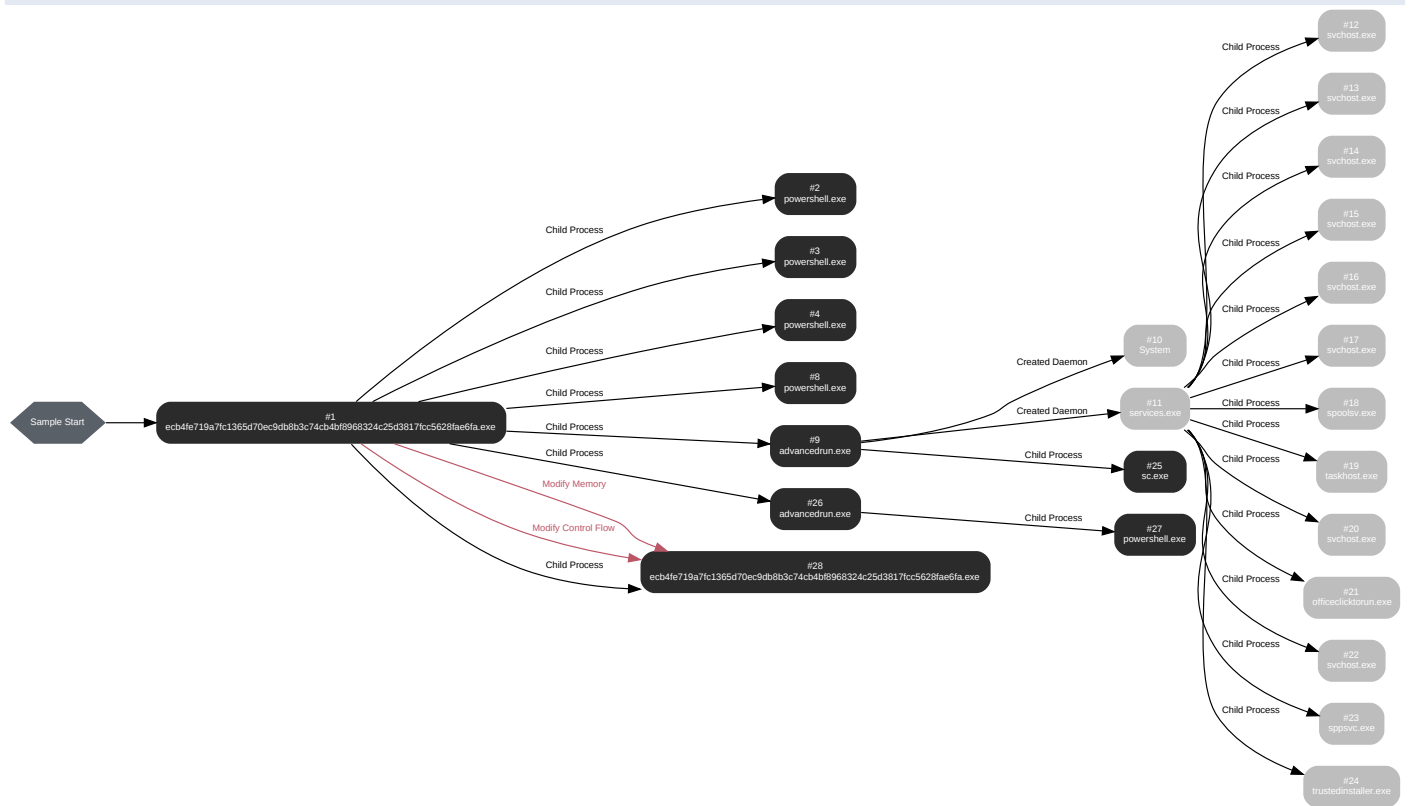 #12
svchost.exe
Child Process
#13
svchost.exe
Child Process
#14
svchost.exe
Child Process
#2
powershell.exe
#15
svchost.exe
Child Process
Child Process
#3
powershell.exe
#16
svchost.exe
Child Process
Child Process
#4
powershell.exe
#17
svchost.exe
Child Process
#10
System
Child Process
Created Daemon
Child Process
#8
powershell.exe
Child Process
#11
services.exe
#18
spoolsv.exe
Child Process
Created Daemon
Sample Start
#1
ecb4fe719a7fc1365d70ec9db8b3c74cb4bf8968324c25d3817fcc5628fae6fa.exe
Child Process
Child Process
#9
advancedrun.exe
Child Process
Child Process
#25
sc.exe
Child Process
#19
taskhost.exe
Modify Memory
#26
advancedrun.exe
Child Process
#27
powershell.exe
Child Process
#20
svchost.exe
Modify Control Flow
Child Process
#28
ecb4fe719a7fc1365d70ec9db8b3c74cb4bf8968324c25d3817fcc5628fae6fa.exe
Child Process
#21
officeclicktorun.exe
Child Process
#22
svchost.exe
Child Process
#23
sppsvc.exe
Child Process
#24
trustedinstaller.exe